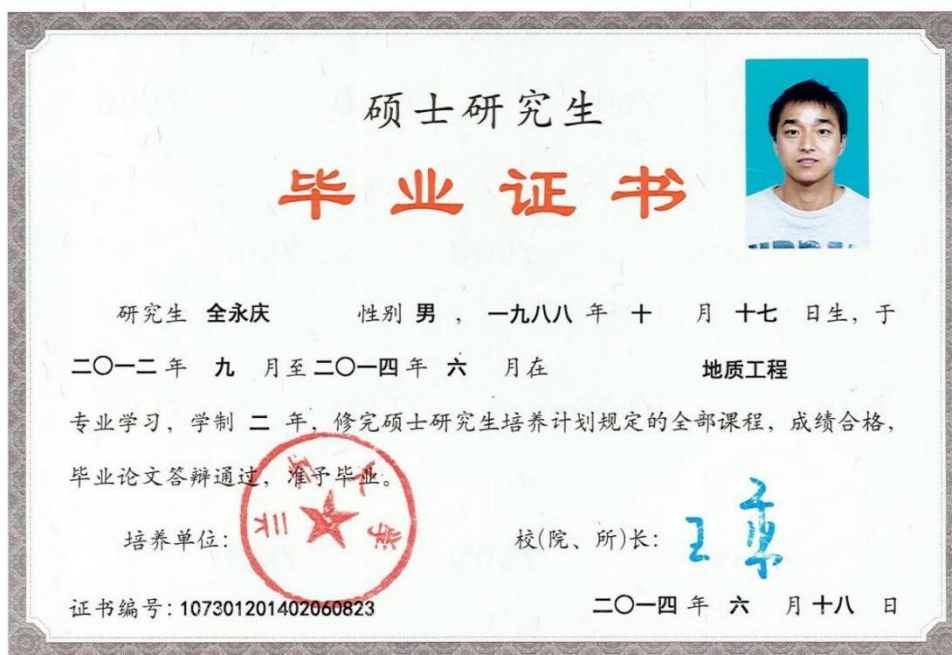 硕士研究生
毕业证书
研究生 全永庆 性别 男 ， 一九八八 年 十 月 十七 日生，于
二〇一二 年 九 月至 二〇一四 年 六 月在 地质工程
专业学习，学制 二 年，修完硕士研究生培养计划规定的全部课程，成绩合格，
毕业论文答辩通过，准予毕业。
培养单位：
大学
校(院、所)长：
王乘
证书编号：107301201402060823
二〇一四 年 六 月 十八 日